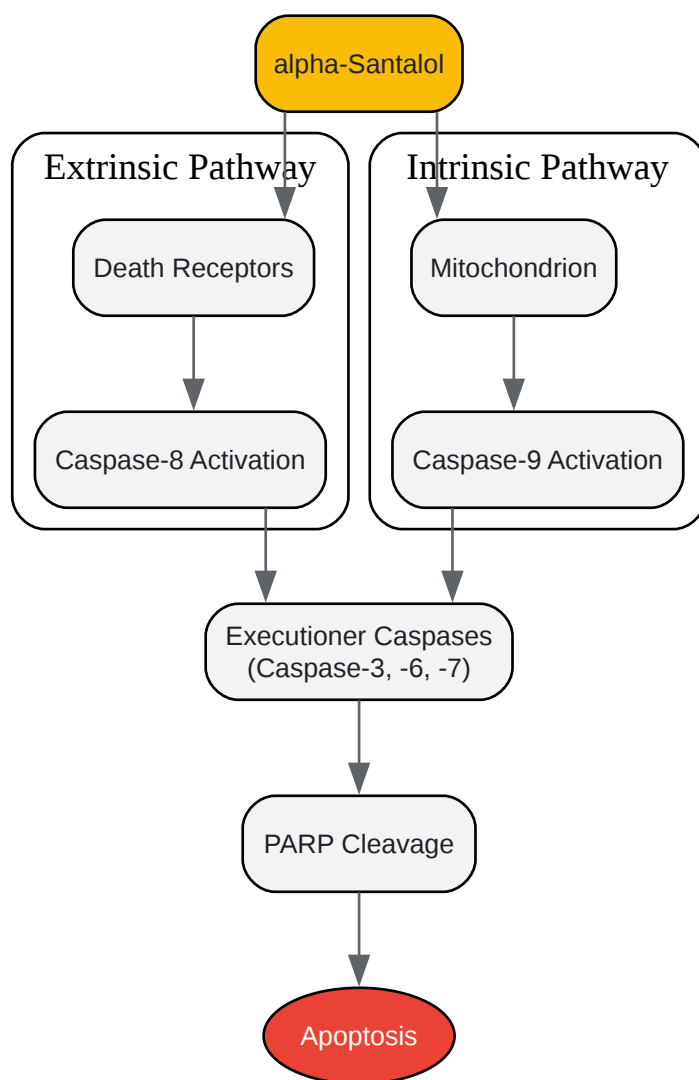 alpha-Santalol
Extrinsic Pathway
Intrinsic Pathway
Death Receptors
Mitochondrion
Caspase-8 Activation
Caspase-9 Activation
Executioner Caspases
(Caspase-3, -6, -7)
PARP Cleavage
Apoptosis